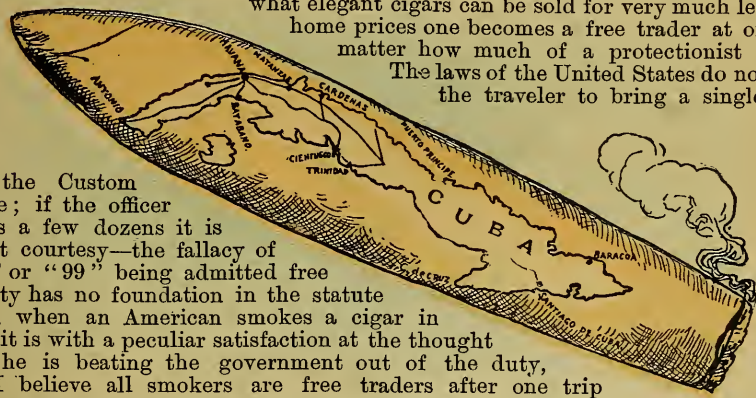 what elegant cigars can be sold for very much le
home prices one becomes a free trader at o
matter how much of a protectionist
The laws of the United States do no
the traveler to bring a single
HAVANA
MATANZAS
CARDENAS
ANTONIO
BATABANO
PUERTO PRINCIPE
CIENFUEGOS
TRINIDAD
CUBA
BARACOA
de CRUZ
SANTIAGO DE CUBA
the Custom
e; if the officer
s a few dozens it is
t courtesy—the fallacy of
or "99" being admitted free
ty has no foundation in the statute
when an American smokes a cigar in
it is with a peculiar satisfaction at the thought
he is beating the government out of the duty,
I believe all smokers are free traders after one trip